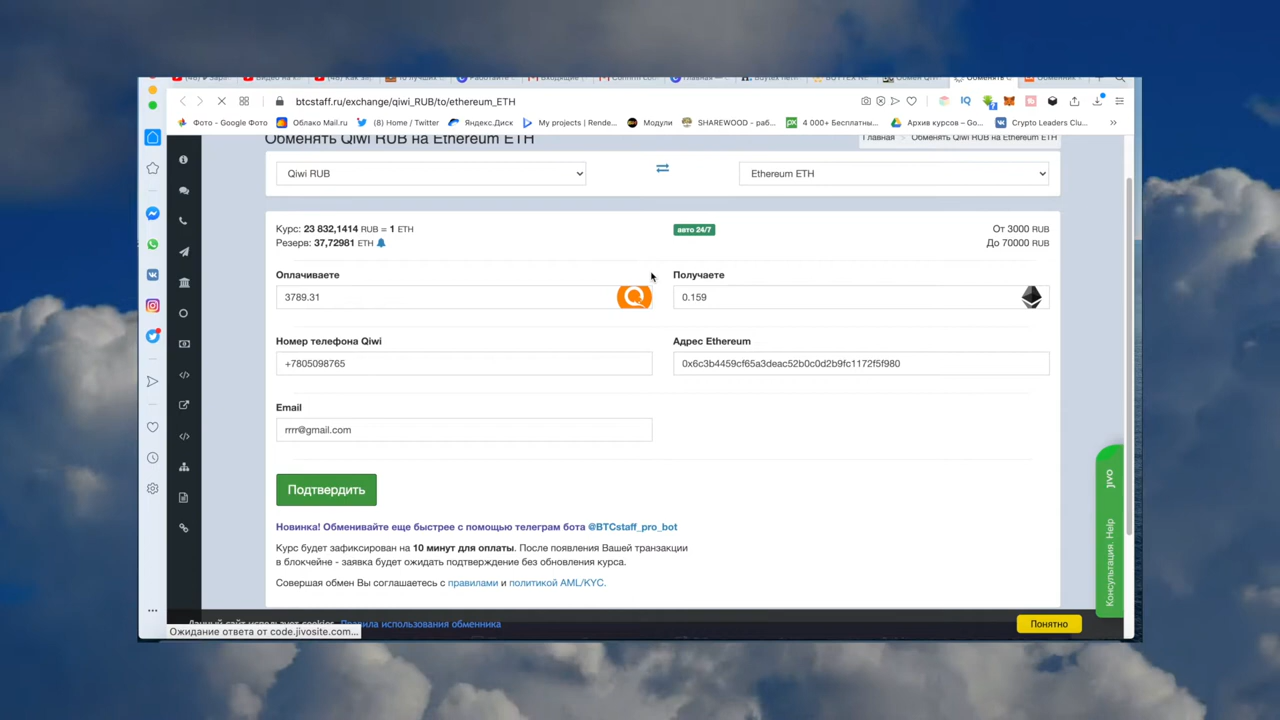 btcstaff.ru/exchange/qiwi_RUB/to/ethereum_ETH
Фото - Google Фото
Облако Mail.ru
(8) Home / Twitter
Яндекс.Диск
My projects | Rende...
Модули
SHAREWOOD - раб...
4 000+ Бесплатны...
Архив курсов – Go...
Crypto Leaders Clu...
Обменять Qiwi RUB на Ethereum ETH
Главная > Обменять Qiwi RUB на Ethereum ETH
Qiwi RUB
Ethereum ETH
Курс: 23 832,1414 RUB = 1 ETH
авто 24/7
От 3000 RUB
Резерв: 37,72981 ETH
До 70000 RUB
Оплачиваете
Получаете
3789.31
0.159
Номер телефона Qiwi
Адрес Ethereum
+7805098765
0x6c3b4459cf65a3deac52b0c0d2b9fc1172f5f980
Email
rrrr@gmail.com
Подтвердить
Новинка! Обменивайте еще быстрее с помощью телеграм бота @BTCstaff_pro_bot
Курс будет зафиксирован на 10 минут для оплаты. После появления Вашей транзакции
в блокчейне - заявка будет ожидать подтверждение без обновления курса.
Совершая обмен Вы соглашаетесь с правилами и политикой AML/KYC.
Консультация. Help
jivo
Данный сайт использует cookies. Правила использования обменника
Понятно
Ожидание ответа от code.jivosite.com...